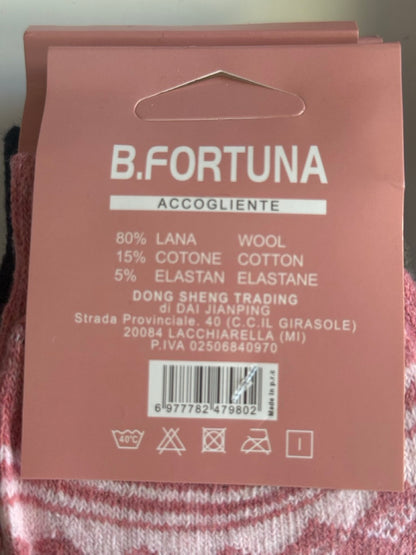 B.FORTUNA
ACCOGLIENTE
80% LANA WOOL
15% COTONE COTTON
5% ELASTAN ELASTANE
DONG SHENG TRADING
di DAI JIANPING
Strada Provinciale. 40 (C.C.IL GIRASOLE)
20084 LACCHIARELLA (MI)
P.IVA 02506840970
6 977782 479802
Made in p.r.c
40℃